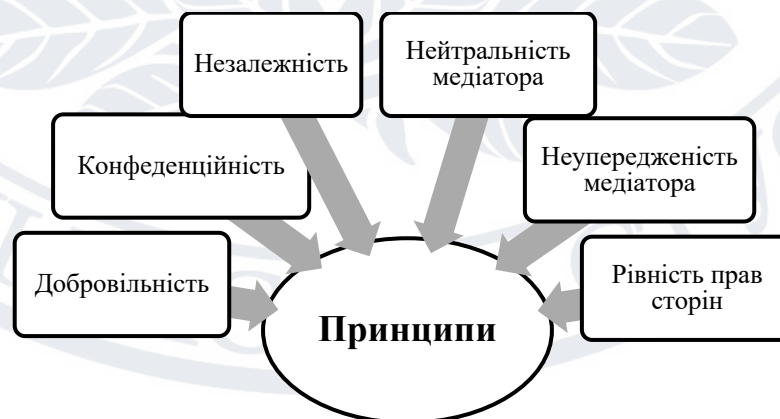 Незалежність
Нейтральність
медіатора
Конфеденційність
Неупередженість
медіатора
Добровільність
Рівність прав
сторін
Принципи